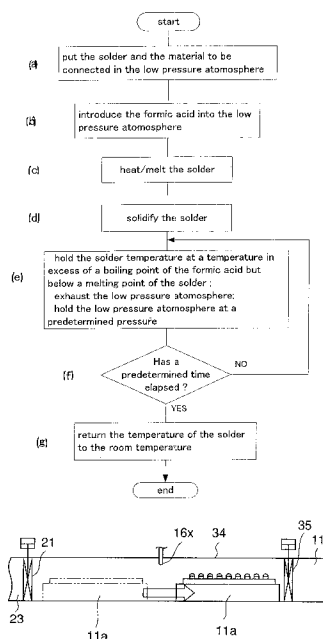 start
(a)
put the solder and the material to be
connected in the low pressure atomosphere
(b)
introduce the formic acid into the low
pressure atomosphere
(c)
heat/melt the solder
(d)
solidify the solder
(e)
hold the solder temperature at a temperature in
excess of a boiling point of the formic acid but
below a melting point of the solder ;
exhaust the low pressure atomosphere;
hold the low pressure atomosphere at a
predetermined pressure
(f)
Has a
predetermined time
elapsed ?
NO
YES
(g)
return the temperature of the solder
to the room temperature
end
21
16x
34
35
11
23
11a
11a